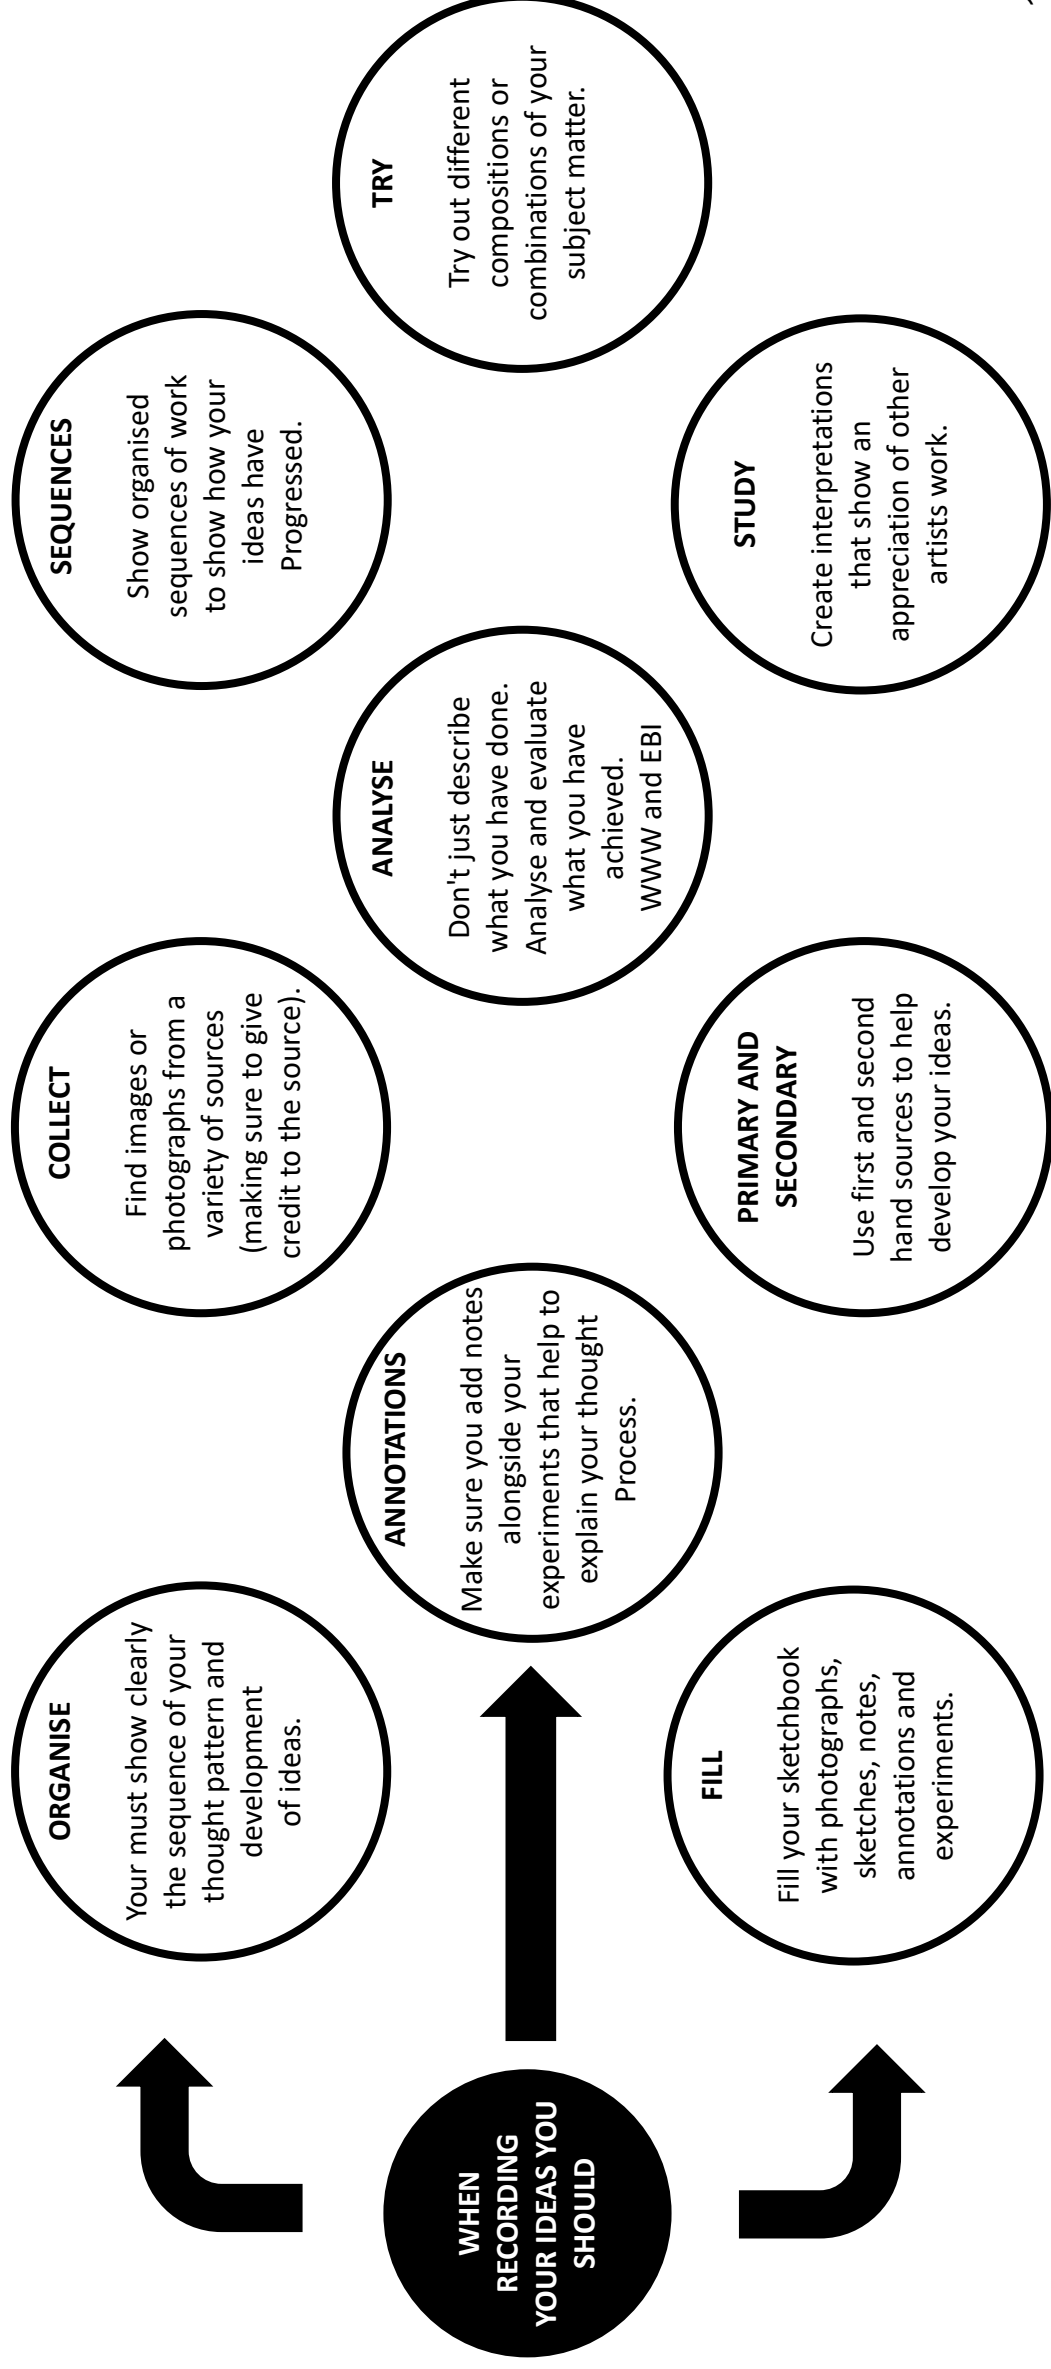 WHEN
RECORDING
YOUR IDEAS YOU
SHOULD
ORGANISE
Your must show clearly
the sequence of your
thought pattern and
development
of ideas.
ANNOTATIONS
Make sure you add notes
alongside your
experiments that help to
explain your thought
Process.
FILL
Fill your sketchbook
with photographs,
sketches, notes,
annotations and
experiments.
COLLECT
Find images or
photographs from a
variety of sources
(making sure to give
credit to the source).
PRIMARY AND
SECONDARY
Use first and second
hand sources to help
develop your ideas.
ANALYSE
Don't just describe
what you have done.
Analyse and evaluate
what you have
achieved.
WWW and EBI
SEQUENCES
Show organised
sequences of work
to show how your
ideas have
Progressed.
STUDY
Create interpretations
that show an
appreciation of other
artists work.
TRY
Try out different
compositions or
combinations of your
subject matter.